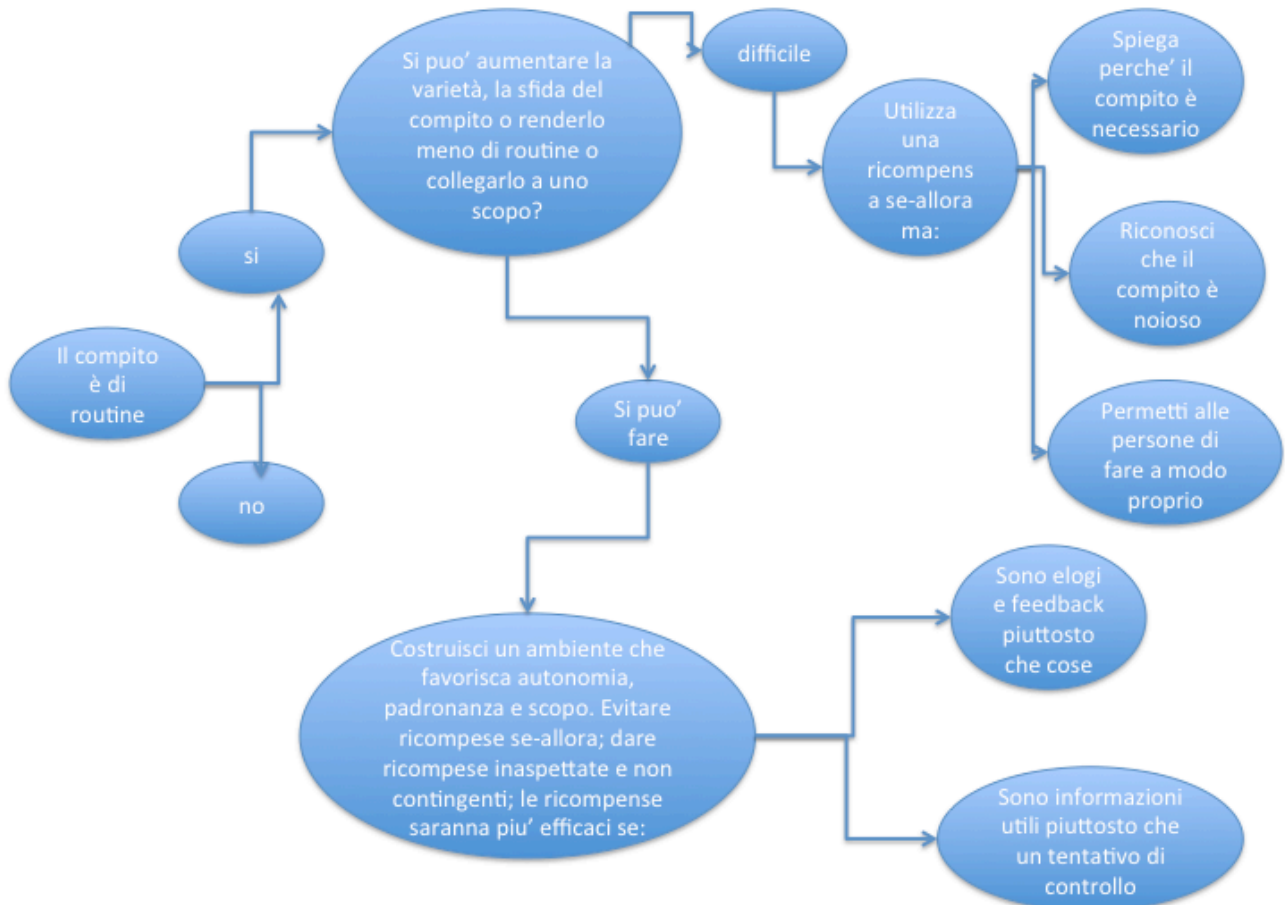 Il compito
è di
routine
si
no
Si puo’ aumentare la
varietà, la sfida del
compito o renderlo
meno di routine o
collegarlo a uno
scopo?
difficile
Utilizza
una
ricompens
a se-allora
ma:
Spiega
perche’ il
compito è
necessario
Riconosci
che il
compito è
noioso
Permetti alle
persone di
fare a modo
proprio
Si puo’
fare
Costruisci un ambiente che
favorisca autonomia,
padronanza e scopo. Evitare
ricompese se-allora; dare
ricompese inaspettate e non
contingenti; le ricompense
saranna piu’ efficaci se:
Sono elogi
e feedback
piuttosto
che cose
Sono informazioni
utili piuttosto che
un tentativo di
controllo